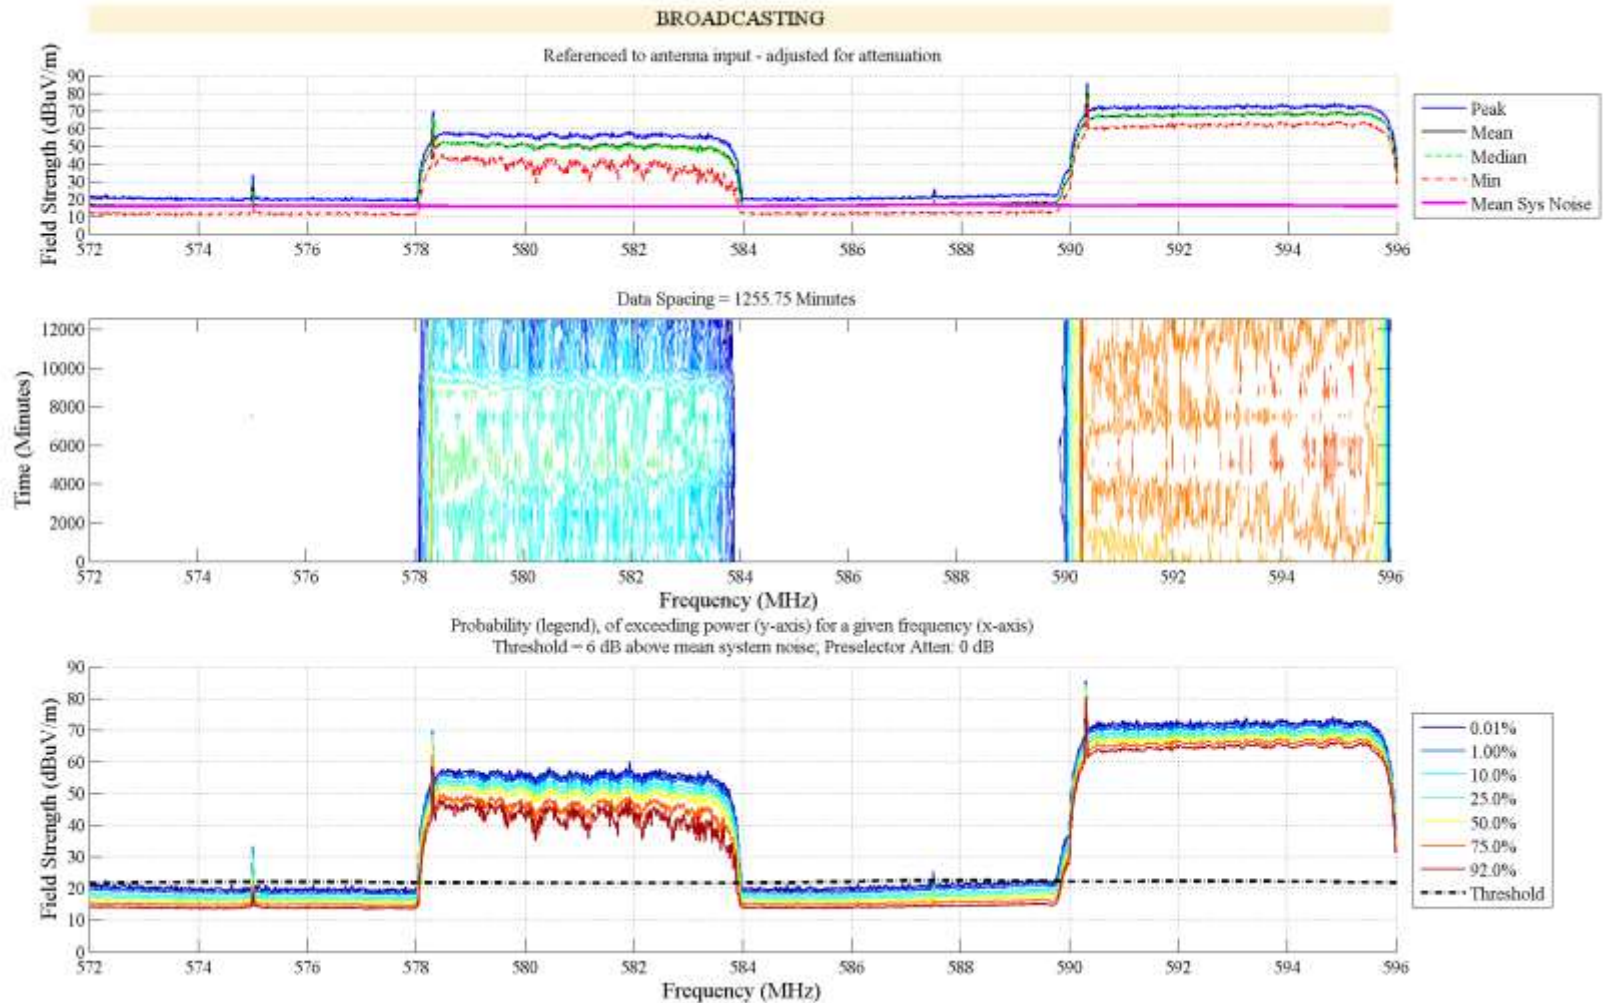 BROADCASTING
Referenced to antenna input - adjusted for attenuation
Field Strength (dBuV/m)
90
80
70
60
50
40
30
20
10
0
572 574 576 578 580 582 584 586 588 590 592 594 596
Peak
Mean
Median
Min
Mean Sys Noise
Data Spacing = 1255.75 Minutes
Time (Minutes)
12000
10000
8000
6000
4000
2000
0
572 574 576 578 580 582 584 586 588 590 592 594 596
Frequency (MHz)
Probability (legend), of exceeding power (y-axis) for a given frequency (x-axis)
Threshold = 6 dB above mean system noise; Preselector Atten: 0 dB
Field Strength (dBuV/m)
90
80
70
60
50
40
30
20
10
0
572 574 576 578 580 582 584 586 588 590 592 594 596
Frequency (MHz)
0.01%
1.00%
10.0%
25.0%
50.0%
75.0%
92.0%
Threshold